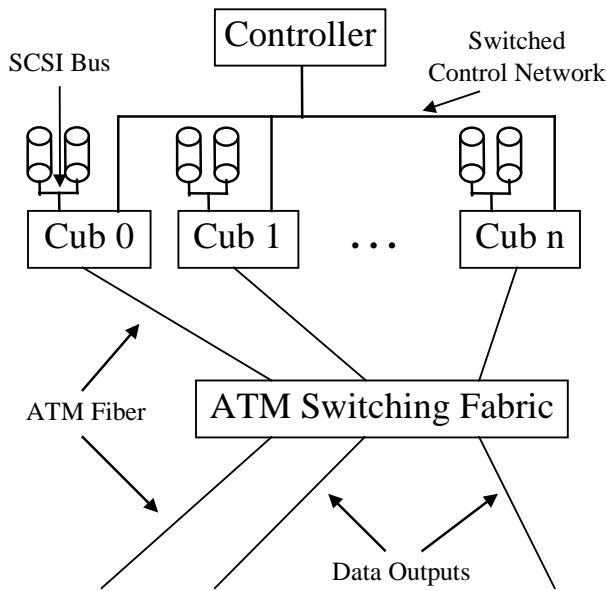 Controller
Switched
Control Network
SCSI Bus
Cub 0
Cub 1
...
Cub n
ATM Switching Fabric
ATM Fiber
Data Outputs